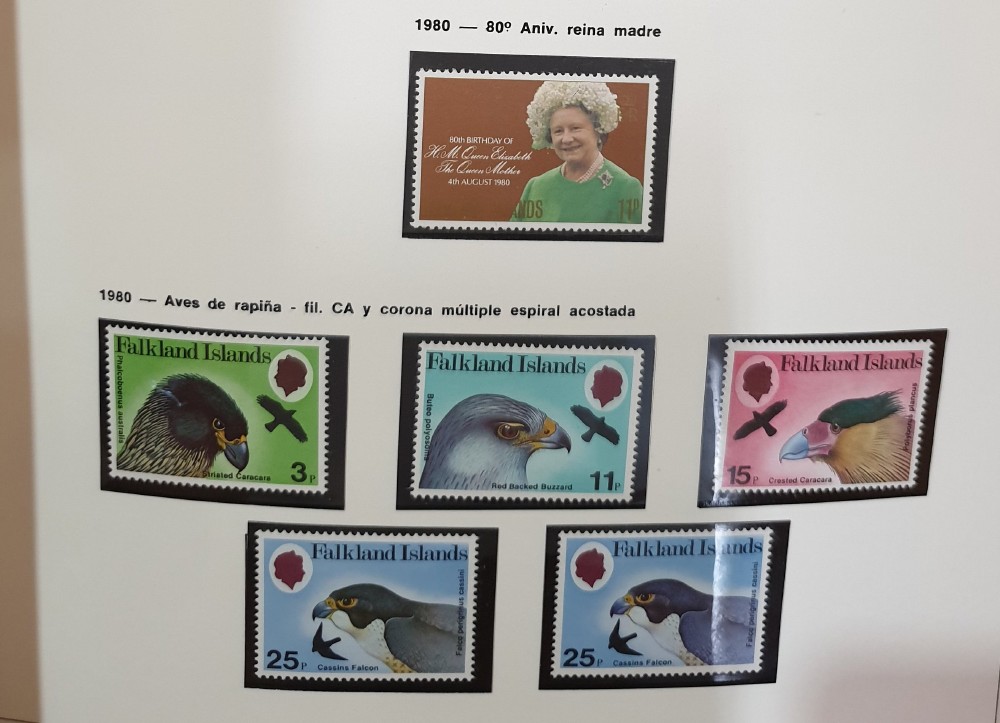 1980 — 80º Aniv. reina madre
80th BIRTHDAY OF
H.M. Queen Elizabeth
The Queen Mother
4th AUGUST 1980
NDS 11P
1980 — Aves de rapiña - fil. CA y corona múltiple espiral acostada
Falkland Islands
Phalcoboenus australis
Striated Caracara
3P
Falkland Islands
Buteo polyosoma
Red Backed Buzzard
11P
Falkland Islands
Polyborus plancus
15P
Crested Caracara
Falkland Islands
Falco peregrinus cassini
25P
Cassins Falcon
Falkland Islands
Falco peregrinus cassini
25P
Cassins Falcon